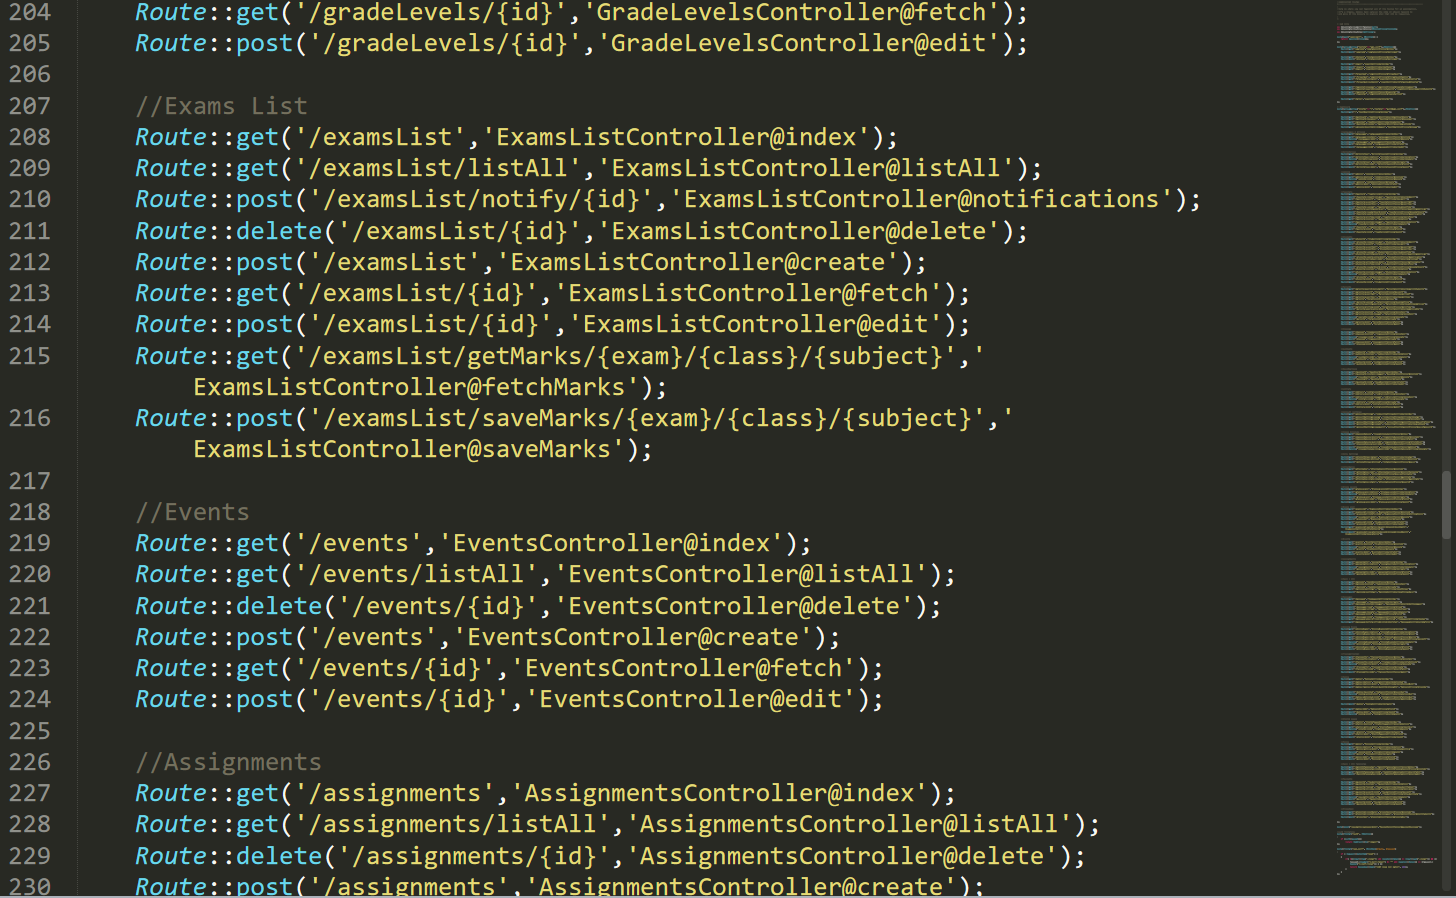 204 Route::get('/gradeLevels/{id}','GradeLevelsController@fetch');
205 Route::post('/gradeLevels/{id}','GradeLevelsController@edit');
206
207 //Exams List
208 Route::get('/examsList','ExamsListController@index');
209 Route::get('/examsList/listAll','ExamsListController@listAll');
210 Route::post('/examsList/notify/{id}','ExamsListController@notifications');
211 Route::delete('/examsList/{id}','ExamsListController@delete');
212 Route::post('/examsList','ExamsListController@create');
213 Route::get('/examsList/{id}','ExamsListController@fetch');
214 Route::post('/examsList/{id}','ExamsListController@edit');
215 Route::get('/examsList/getMarks/{exam}/{class}/{subject}','
ExamsListController@fetchMarks');
216 Route::post('/examsList/saveMarks/{exam}/{class}/{subject}','
ExamsListController@saveMarks');
217
218 //Events
219 Route::get('/events','EventsController@index');
220 Route::get('/events/listAll','EventsController@listAll');
221 Route::delete('/events/{id}','EventsController@delete');
222 Route::post('/events','EventsController@create');
223 Route::get('/events/{id}','EventsController@fetch');
224 Route::post('/events/{id}','EventsController@edit');
225
226 //Assignments
227 Route::get('/assignments','AssignmentsController@index');
228 Route::get('/assignments/listAll','AssignmentsController@listAll');
229 Route::delete('/assignments/{id}','AssignmentsController@delete');
230 Route::post('/assignments','AssignmentsController@create');